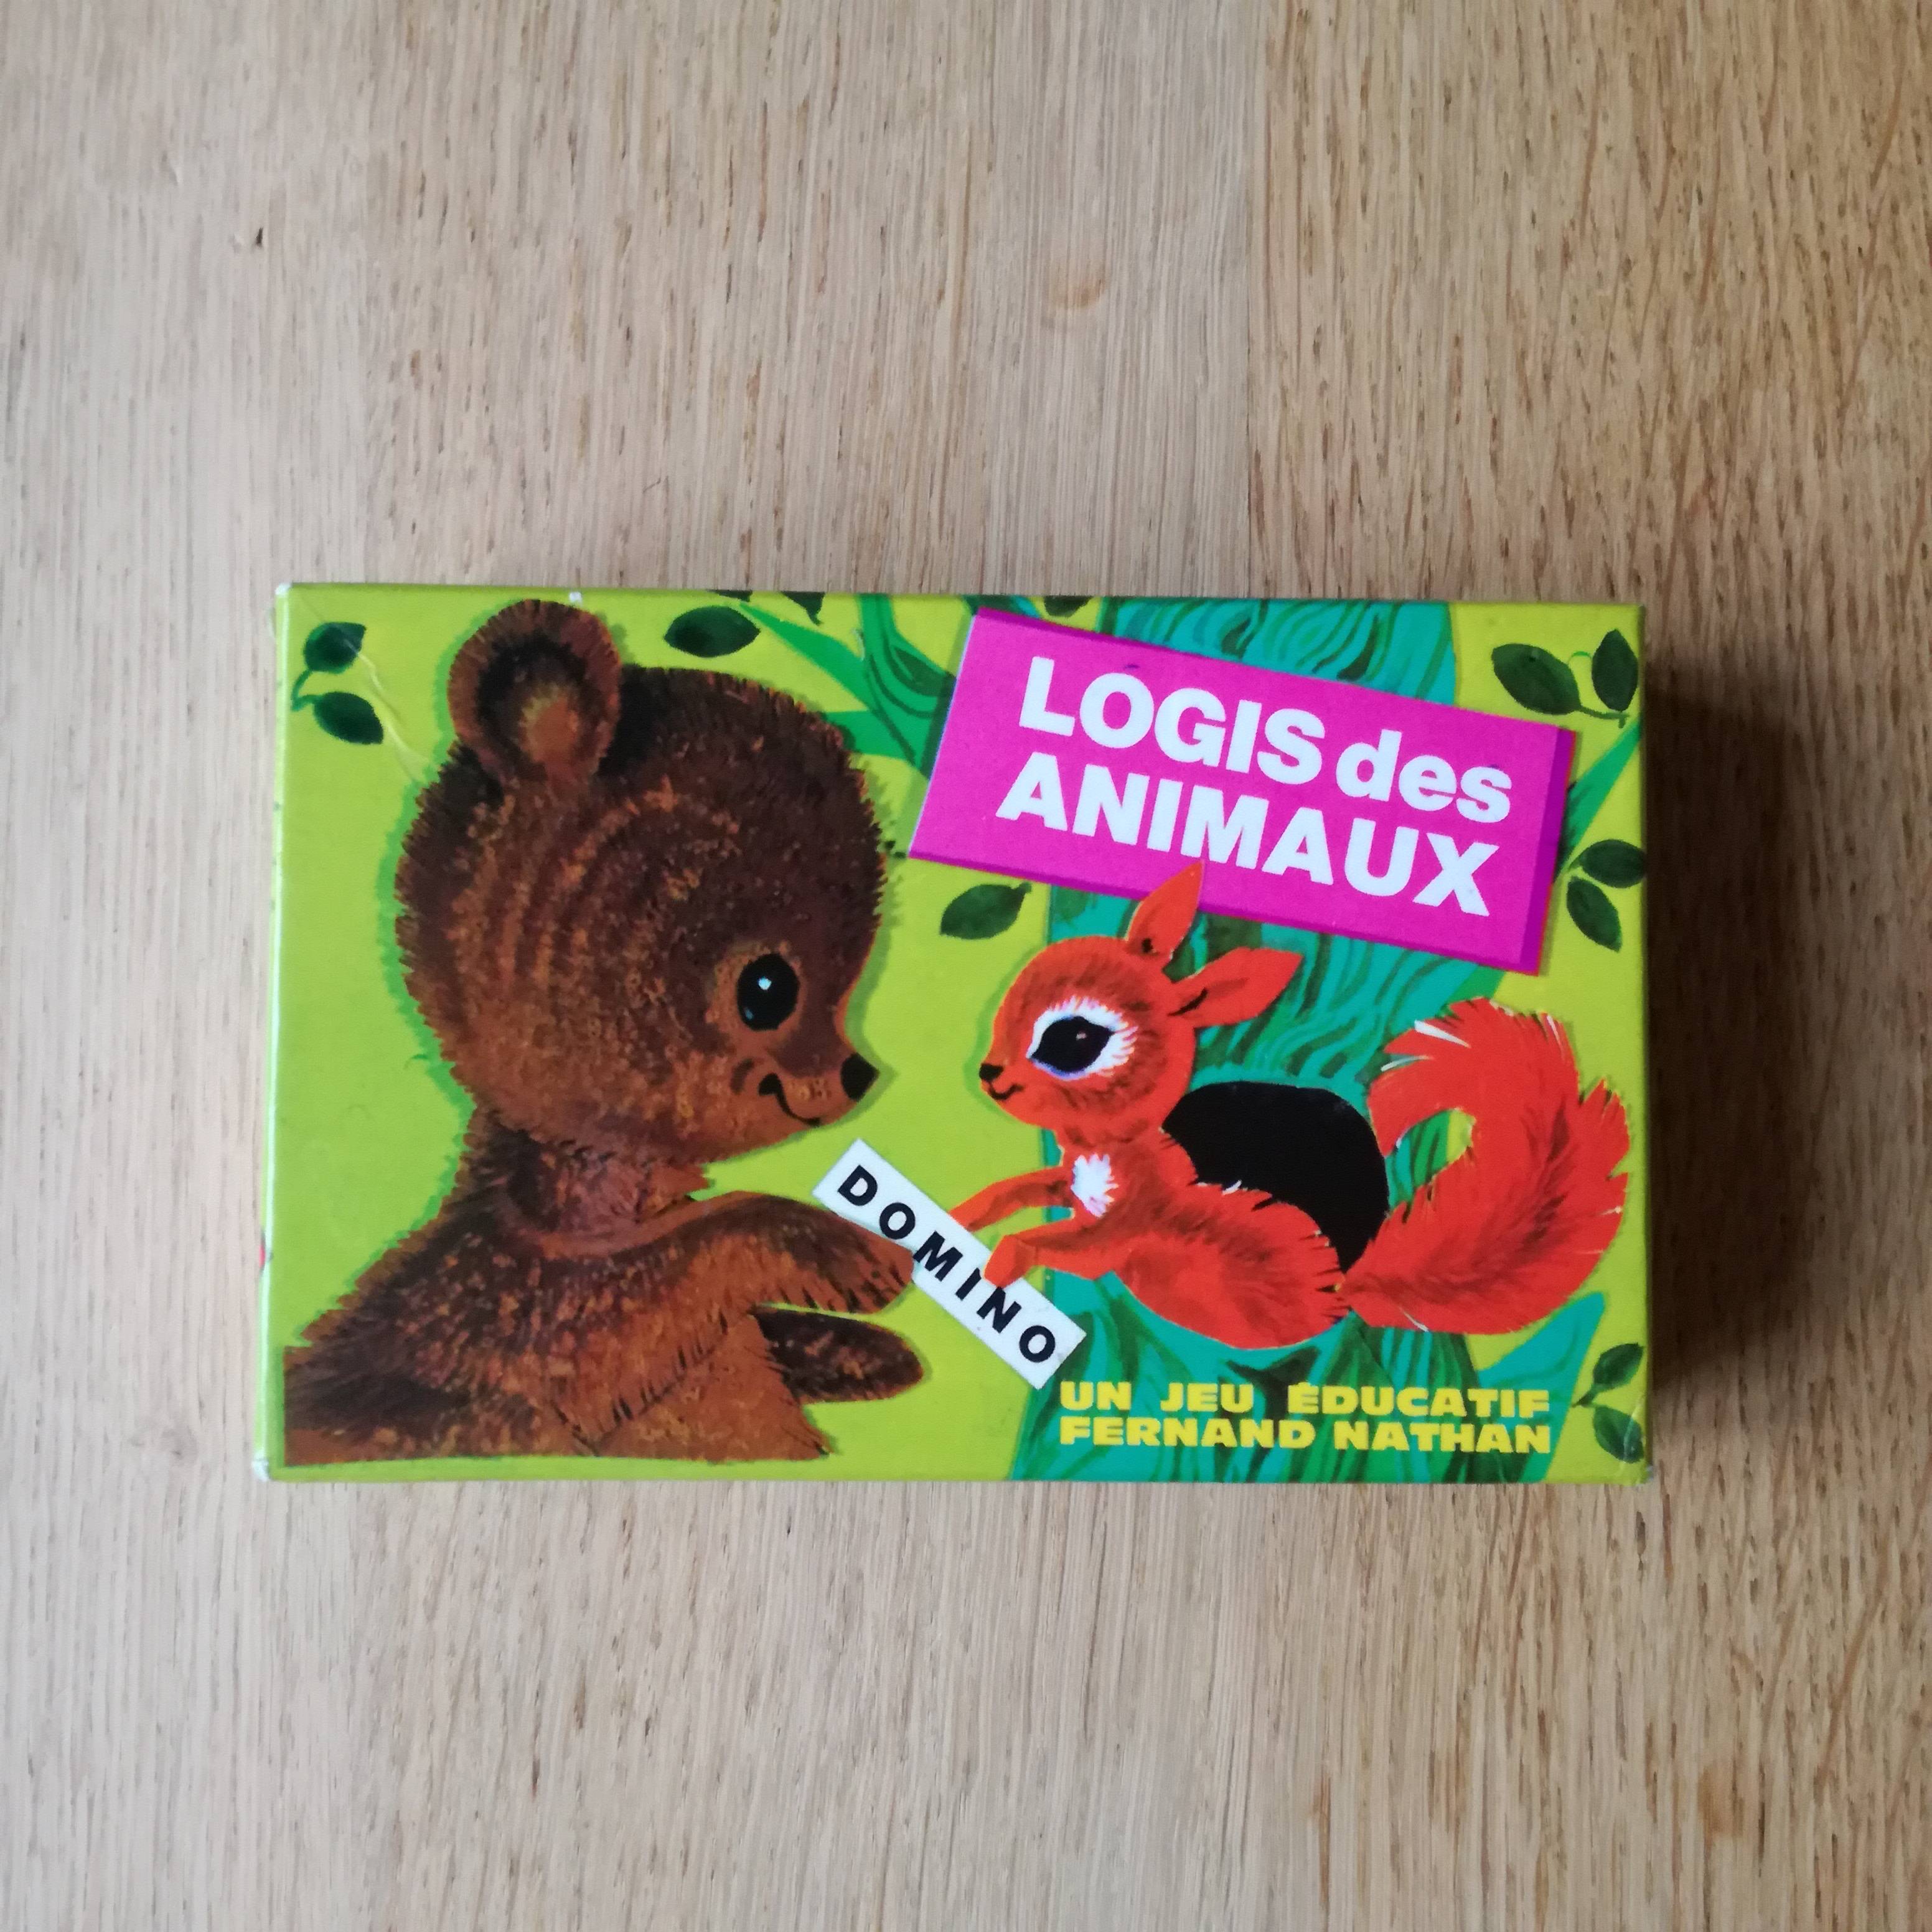 LOGIS des
ANIMAUX
DOMINO
UN JEU ÉDUCATIF
FERNAND NATHAN